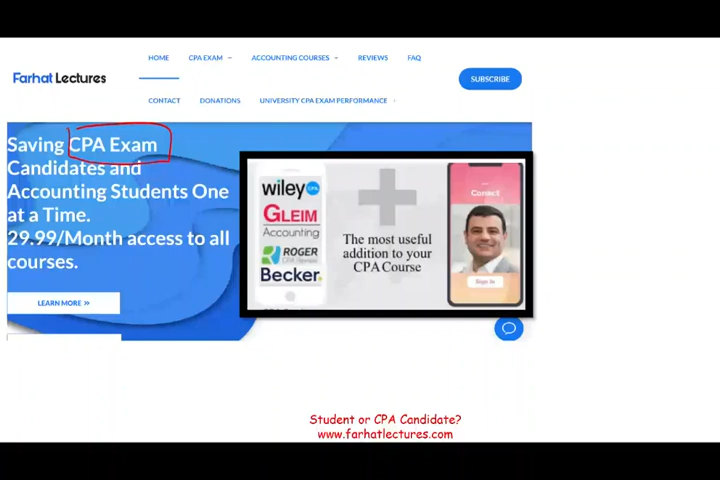 HOME
CPA EXAM
ACCOUNTING COURSES
REVIEWS
FAQ
Farhat Lectures
SUBSCRIBE
CONTACT
DONATIONS
UNIVERSITY CPA EXAM PERFORMANCE
Saving CPA Exam
Candidates and
Accounting Students One
at a Time.
29.99/Month access to all
courses.
LEARN MORE »
wiley CPA
GLEIM
Accounting
ROGER
CPA Review
Becker.
The most useful
addition to your
CPA Course
Conact
Sign In
Student or CPA Candidate?
www.farhatlectures.com